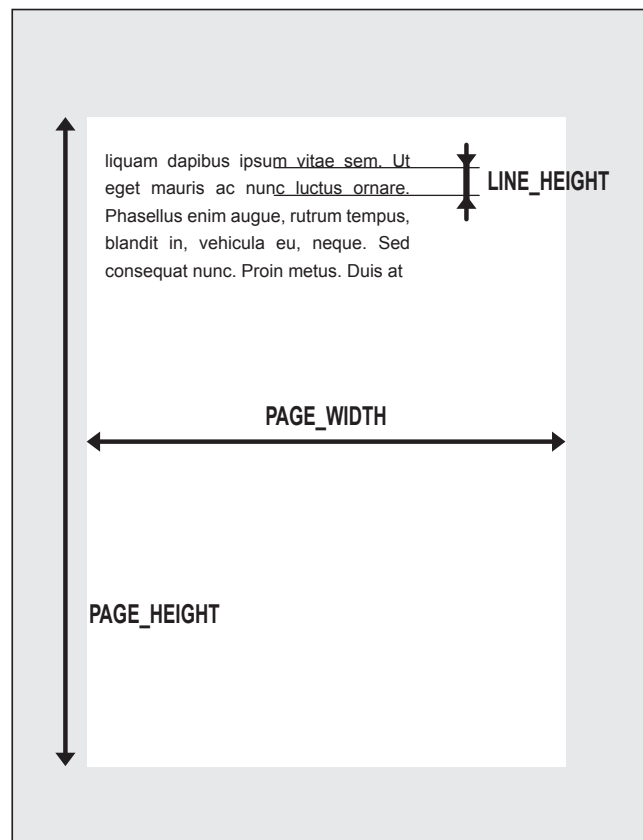 liquam dapibus ipsum vitae sem. Ut
eget mauris ac nunc luctus ornare.
Phasellus enim augue, rutrum tempus,
blandit in, vehicula eu, neque. Sed
consequat nunc. Proin metus. Duis at
LINE_HEIGHT
PAGE_WIDTH
PAGE_HEIGHT